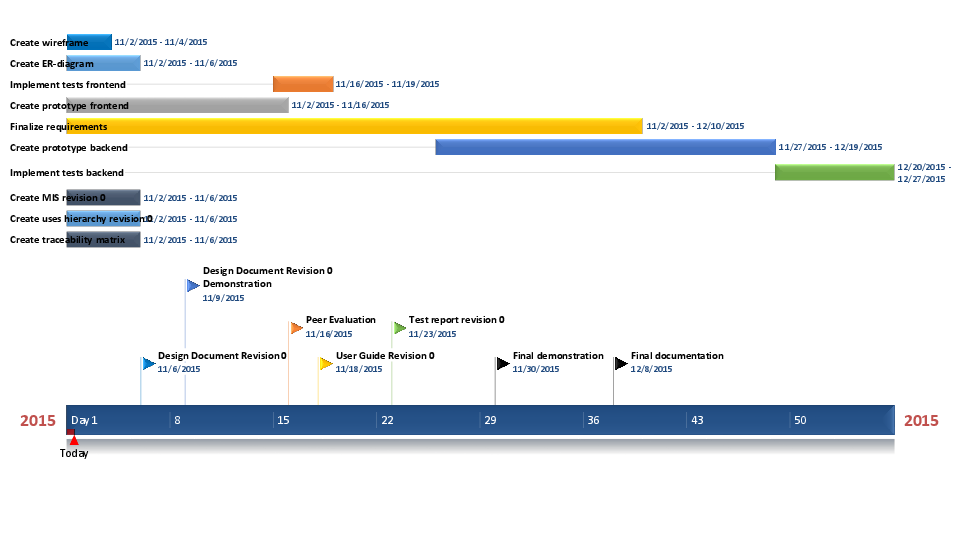 Create wireframe 11/2/2015 - 11/4/2015
Create ER-diagram 11/2/2015 - 11/6/2015
Implement tests frontend 11/16/2015 - 11/19/2015
Create prototype frontend 11/2/2015 - 11/16/2015
Finalize requirements 11/2/2015 - 12/10/2015
Create prototype backend 11/27/2015 - 12/19/2015
Implement tests backend 12/20/2015 -
12/27/2015
Create MIS revision 0 11/2/2015 - 11/6/2015
Create uses hierarchy revision 0 11/2/2015 - 11/6/2015
Create traceability matrix 11/2/2015 - 11/6/2015
Design Document Revision 0
Demonstration
11/9/2015
Peer Evaluation
11/16/2015
Test report revision 0
11/23/2015
Design Document Revision 0
11/6/2015
User Guide Revision 0
11/18/2015
Final demonstration
11/30/2015
Final documentation
12/8/2015
2015 Day 1 8 15 22 29 36 43 50 2015
Today